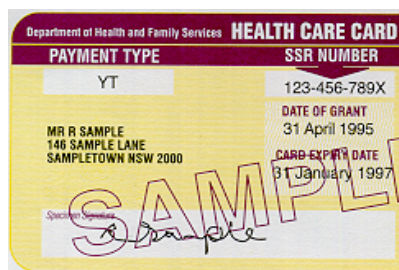 Department of Health and Family Services HEALTH CARE CARD
PAYMENT TYPE SSR NUMBER
YT 123-456-789X
DATE OF GRANT
31 April 1995
MR R SAMPLE
146 SAMPLE LANE
SAMPLETOWN NSW 2000
CARD EXPIRY DATE
31 January 1997
SAMPLE
Specimen Signature
R Sample